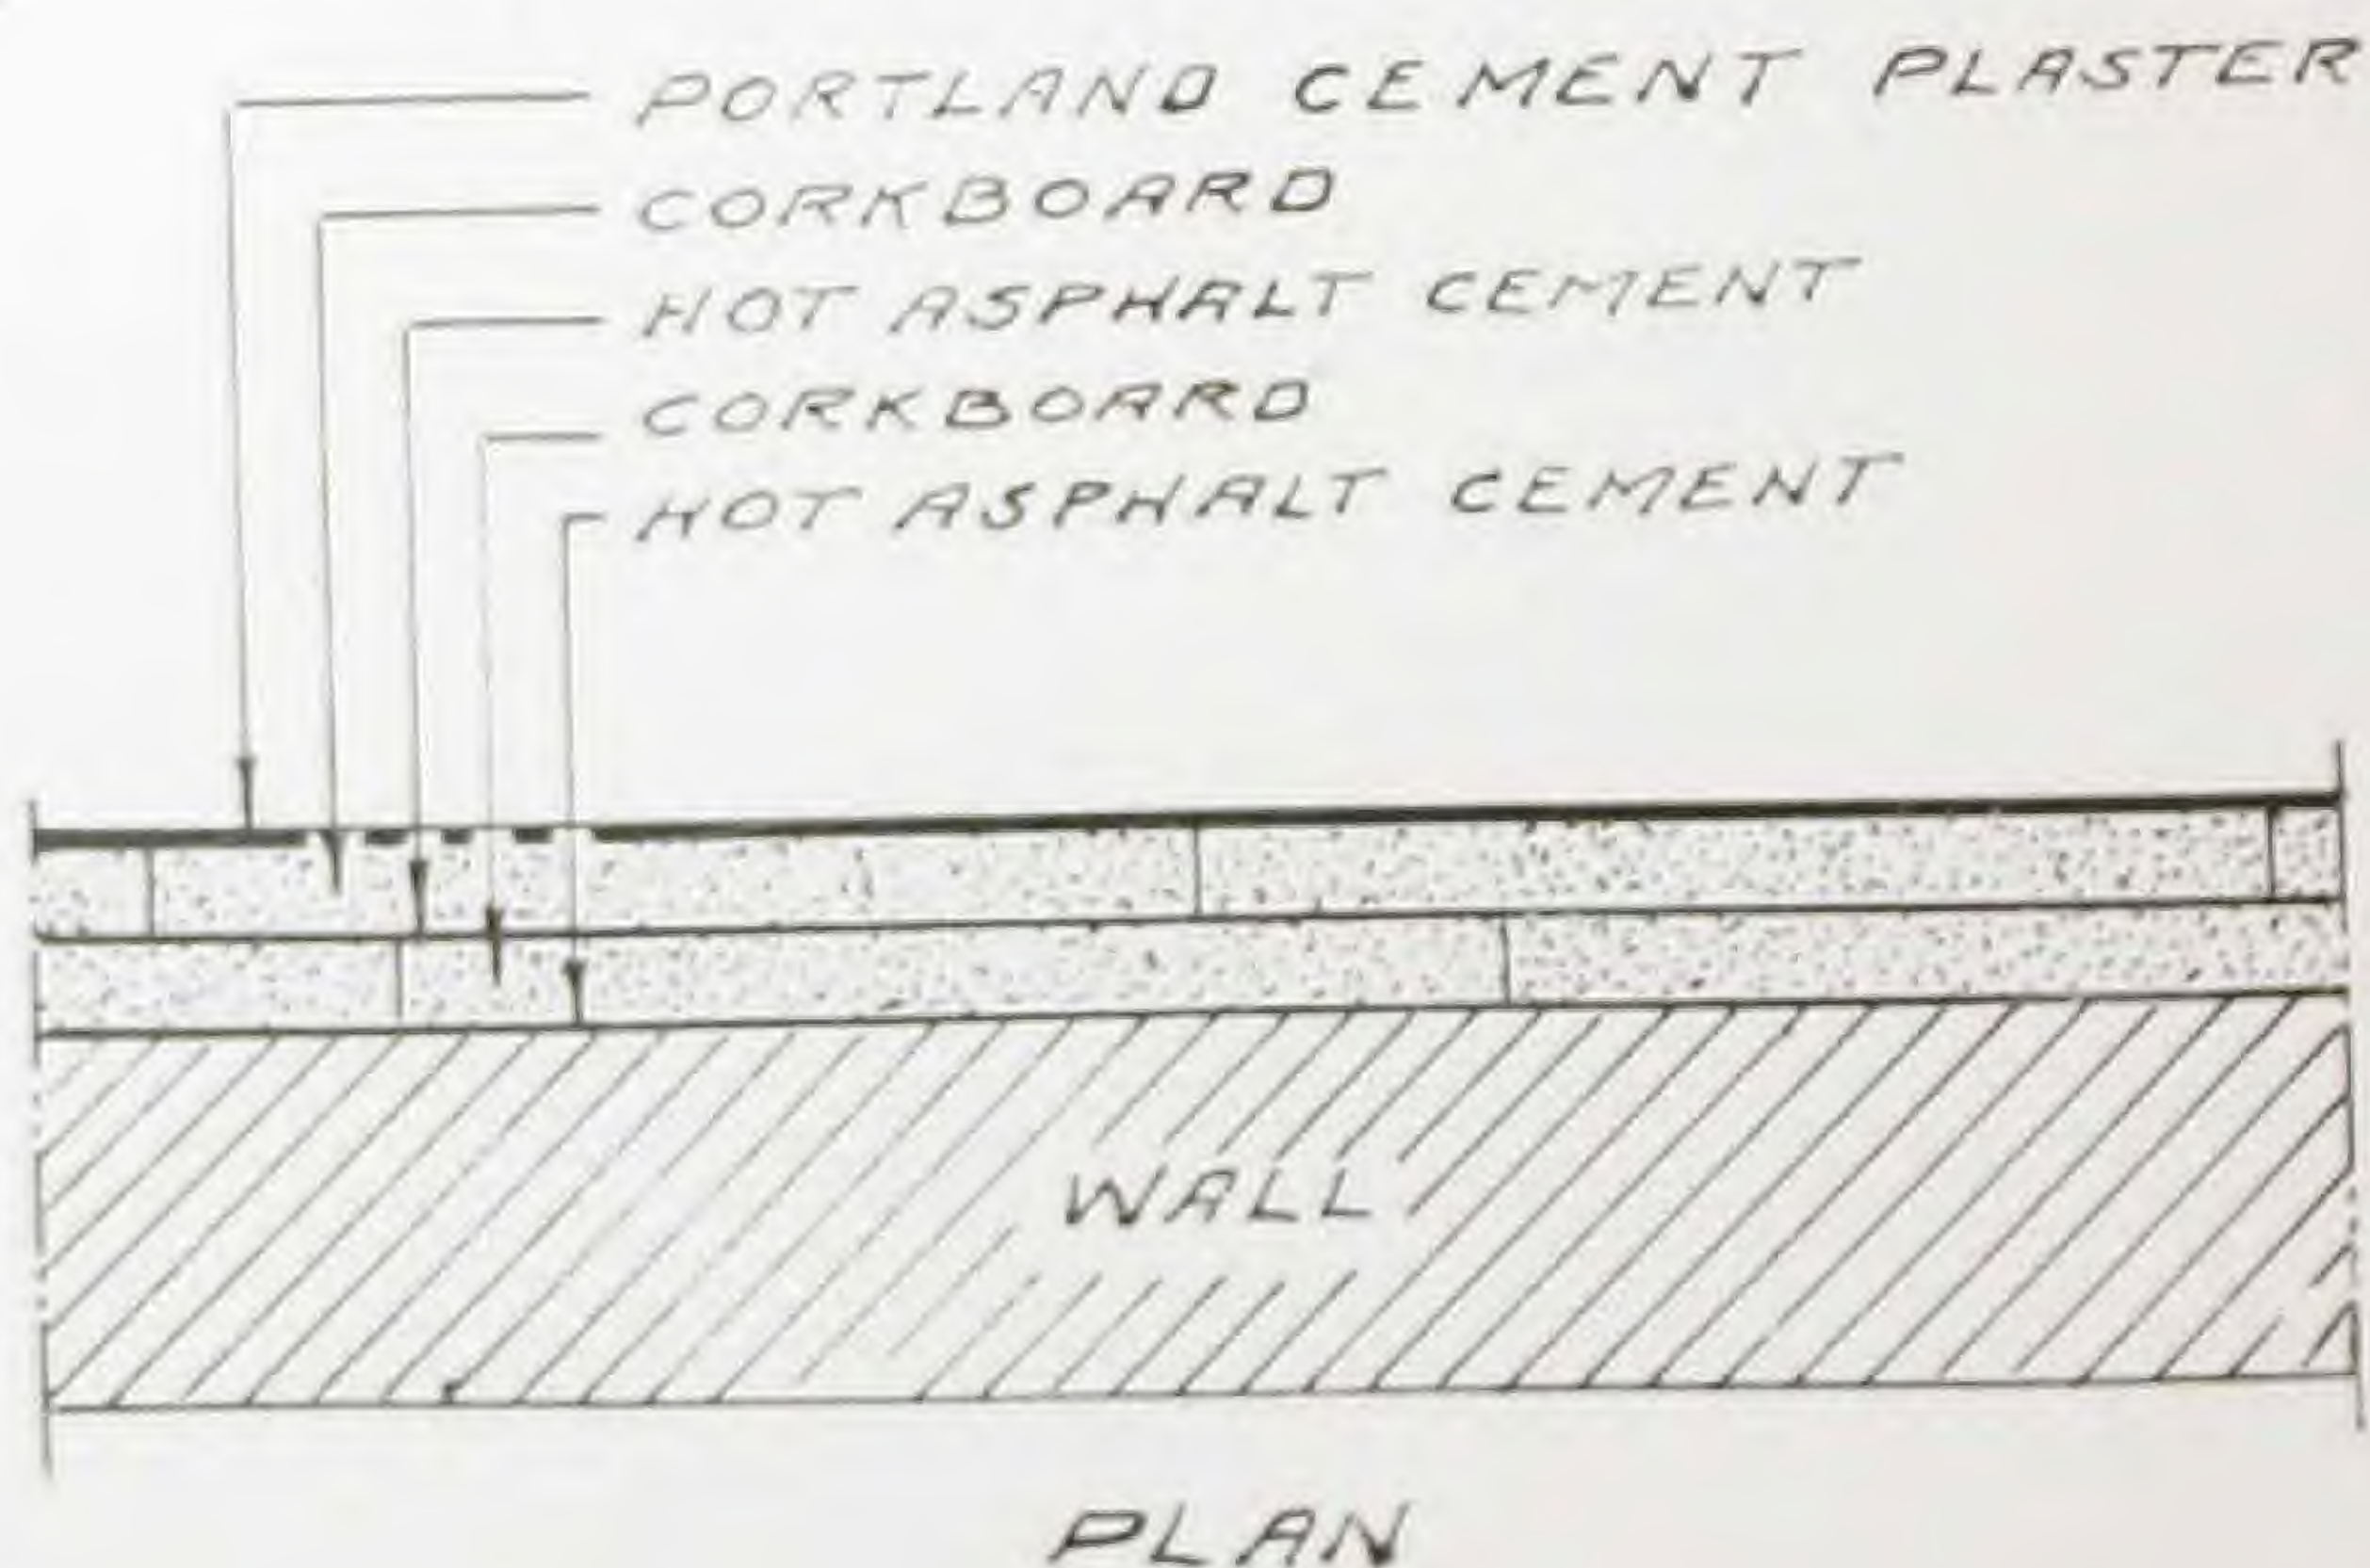 PORTLAND CEMENT PLASTER
CORKBOARD
HOT ASPHALT CEMENT
CORKBOARD
HOT ASPHALT CEMENT
WALL
PLAN